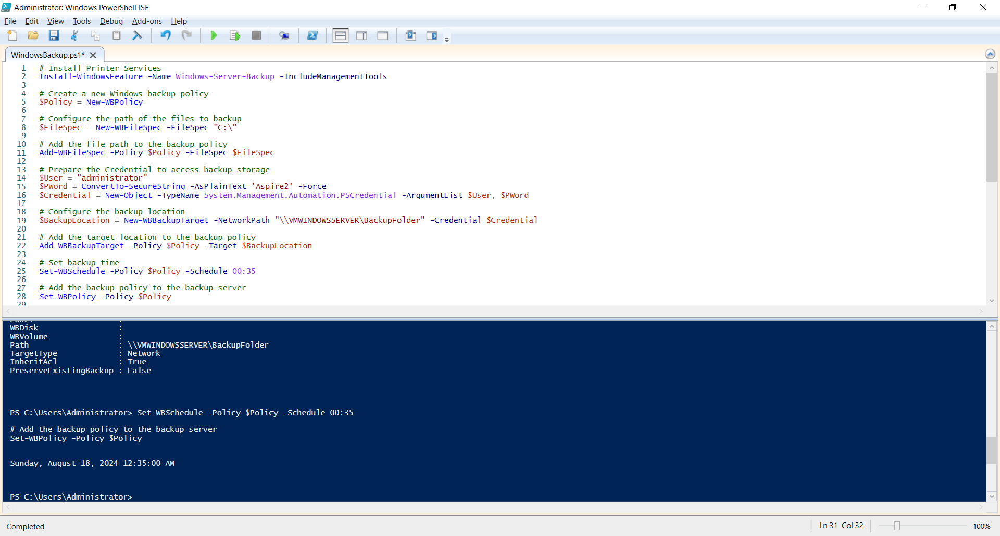 Administrator: Windows PowerShell ISE
File Edit View Tools Debug Add-ons Help
WindowsBackup.ps1*
1 # Install Printer Services
2 Install-WindowsFeature -Name Windows-Server-Backup -IncludeManagementTools
3
4 # Create a new Windows backup policy
5 $Policy = New-WBPolicy
6
7 # Configure the path of the files to backup
8 $FileSpec = New-WBFileSpec -FileSpec "C:\"
9
10 # Add the file path to the backup policy
11 Add-WBFileSpec -Policy $Policy -FileSpec $FileSpec
12
13 # Prepare the Credential to access backup storage
14 $User = "administrator"
15 $PWord = ConvertTo-SecureString -AsPlainText 'Aspire2' -Force
16 $Credential = New-Object -TypeName System.Management.Automation.PSCredential -ArgumentList $User, $PWord
17
18 # Configure the backup location
19 $BackupLocation = New-WBBackupTarget -NetworkPath "\\VMWINDOWSSERVER\BackupFolder" -Credential $Credential
20
21 # Add the target location to the backup policy
22 Add-WBBackupTarget -Policy $Policy -Target $BackupLocation
23
24 # Set backup time
25 Set-WBSchedule -Policy $Policy -Schedule 00:35
26
27 # Add the backup policy to the backup server
28 Set-WBPolicy -Policy $Policy
29
WBDisk :
WBVolume :
Path : \\VMWINDOWSSERVER\BackupFolder
TargetType : Network
InheritAcl : True
PreserveExistingBackup : False
PS C:\Users\Administrator> Set-WBSchedule -Policy $Policy -Schedule 00:35
# Add the backup policy to the backup server
Set-WBPolicy -Policy $Policy
Sunday, August 18, 2024 12:35:00 AM
PS C:\Users\Administrator>
Completed
Ln 31 Col 32
100%